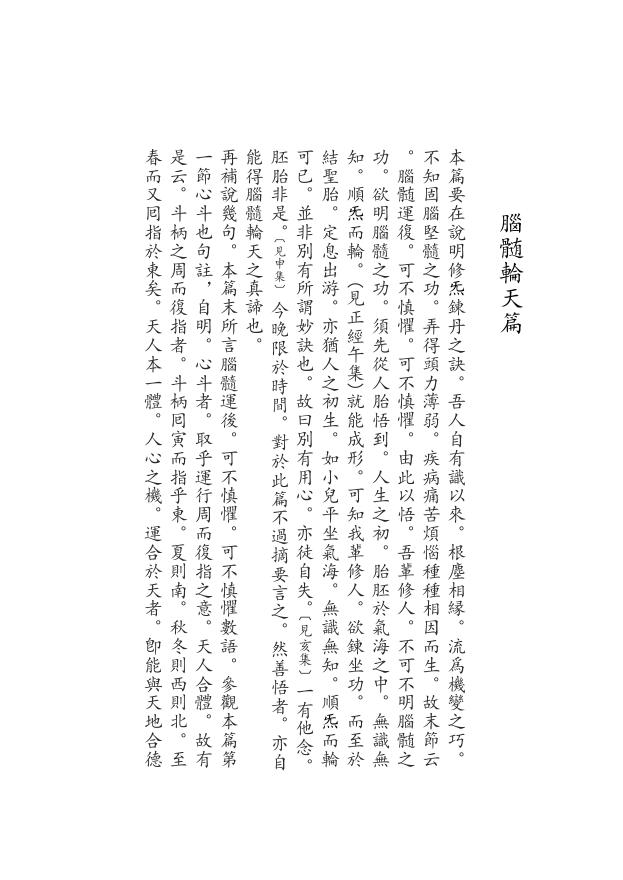 腦髓輪天篇
本篇要在說明修炁鍊丹之訣。吾人自有識以來。根塵相緣。流為機變之巧。
不知固腦堅髓之功。弄得頭力薄弱。疾病痛苦煩惱種種相因而生。故末節云
。腦髓運復。可不慎懼。可不慎懼。由此以悟。吾輩修人。不可不明腦髓之
功。欲明腦髓之功。須先從人胎悟到。人生之初。胎胚於氣海之中。無識無
知。順炁而輪。(見正經午集)就能成形。可知我輩修人。欲鍊坐功。而至於
結聖胎。定息出游。亦猶人之初生。如小兒平坐氣海。無識無知。順炁而輪
可已。並非別有所謂妙訣也。故曰別有用心。亦徒自失。〔見亥集〕一有他念。
胚胎非是。〔見申集〕今晚限於時間。對於此篇不過摘要言之。然善悟者。亦自
能得腦髓輪天之真諦也。
再補說幾句。本篇末所言腦髓運後。可不慎懼。可不慎懼數語。參觀本篇第
一節心斗也句註，自明。心斗者。取乎運行周而復指之意。天人合體。故有
是云。斗柄之周而復指者。斗柄囘寅而指乎東。夏則南。秋冬則西則北。至
春而又囘指於東矣。天人本一體。人心之機。運合於天者。卽能與天地合德